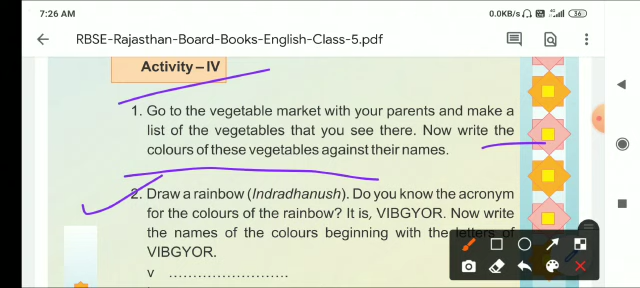 7:26 AM
0.0KB/s
36
RBSE-Rajasthan-Board-Books-English-Class-5.pdf
Activity – IV
1. Go to the vegetable market with your parents and make a
list of the vegetables that you see there. Now write the
colours of these vegetables against their names.
2. Draw a rainbow (Indradhanush). Do you know the acronym
for the colours of the rainbow? It is, VIBGYOR. Now write
the names of the colours beginning with the letters of
VIBGYOR.
V ........................